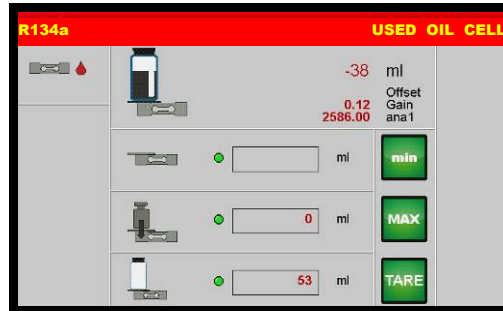 R134a USED OIL CELL
-38 ml
Offset
0.12 Gain
2586.00 ana1
ml min
0 ml MAX
53 ml TARE